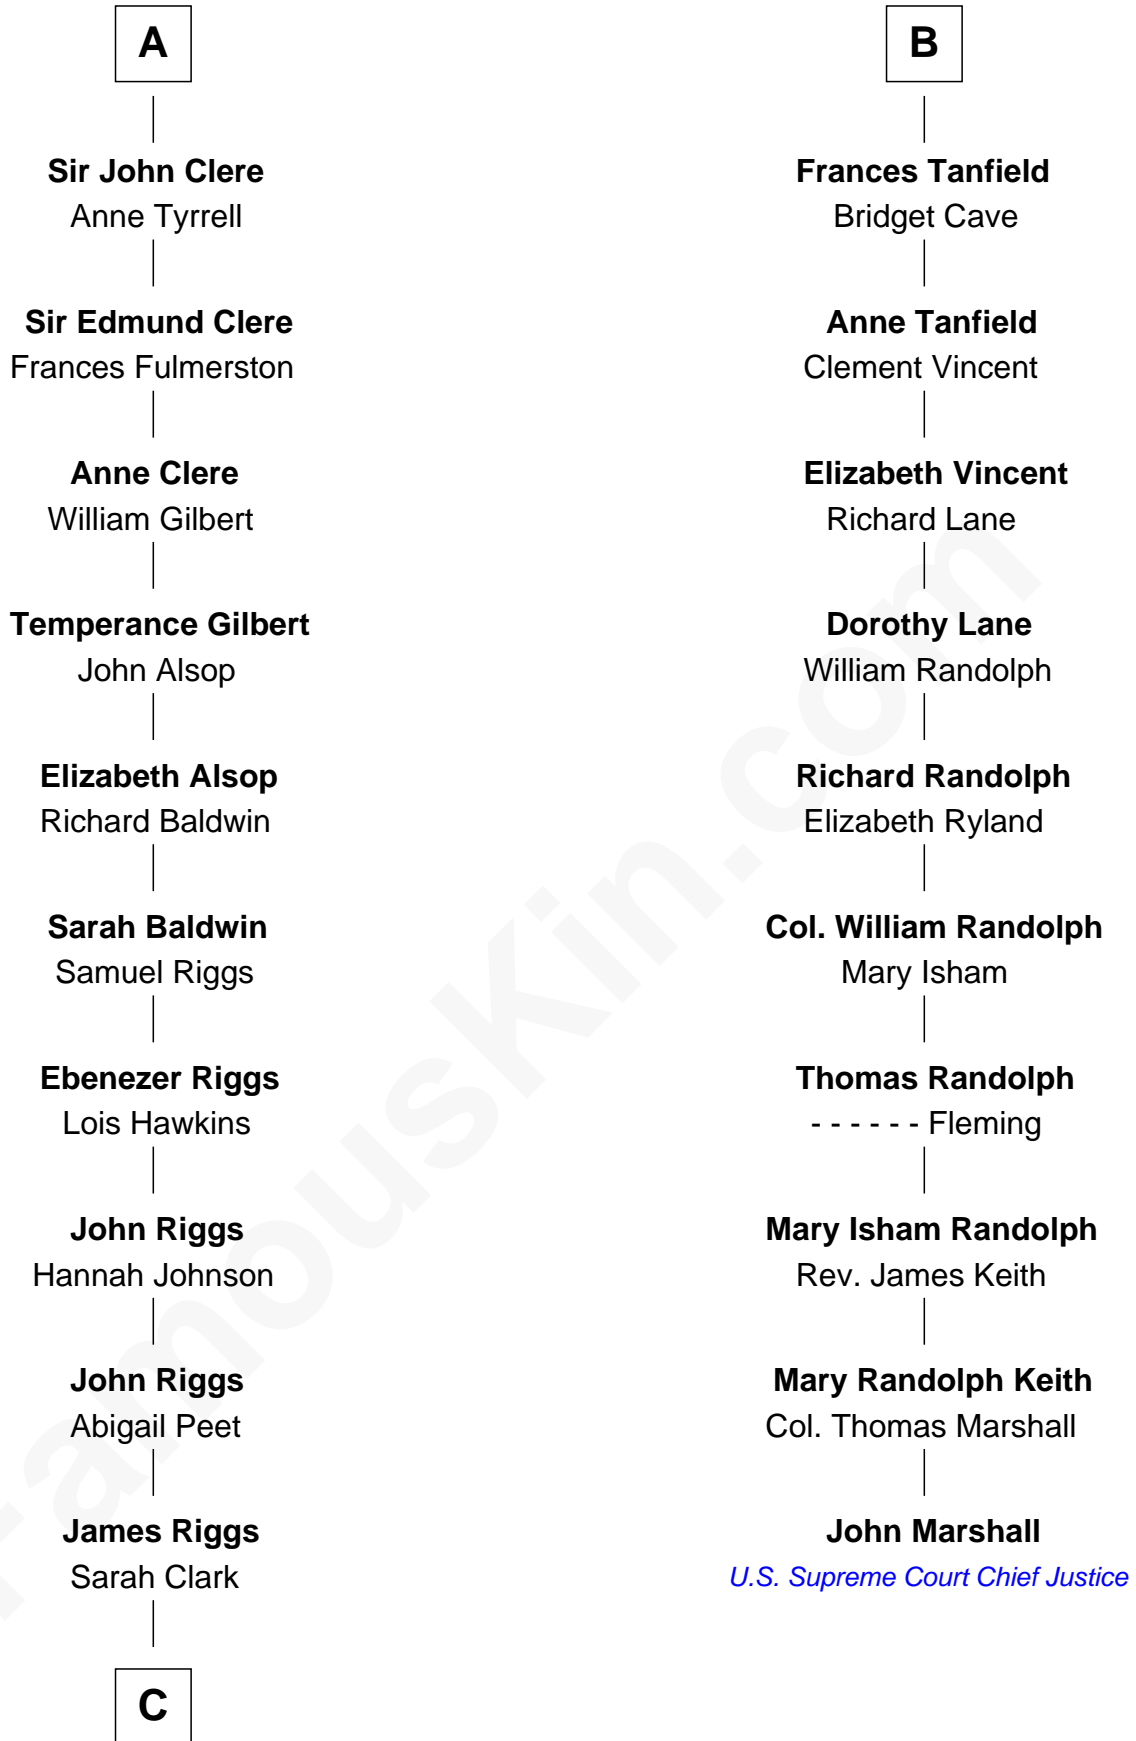 A
Sir John Clere
Anne Tyrrell
Sir Edmund Clere
Frances Fulmerston
Anne Clere
William Gilbert
Temperance Gilbert
John Alsop
Elizabeth Alsop
Richard Baldwin
Sarah Baldwin
Samuel Riggs
Ebenezer Riggs
Lois Hawkins
John Riggs
Hannah Johnson
John Riggs
Abigail Peet
James Riggs
Sarah Clark
C
B
Frances Tanfield
Bridget Cave
Anne Tanfield
Clement Vincent
Elizabeth Vincent
Richard Lane
Dorothy Lane
William Randolph
Richard Randolph
Elizabeth Ryland
Col. William Randolph
Mary Isham
Thomas Randolph
- - - - - - Fleming
Mary Isham Randolph
Rev. James Keith
Mary Randolph Keith
Col. Thomas Marshall
John Marshall
U.S. Supreme Court Chief Justice
FamousKin.com